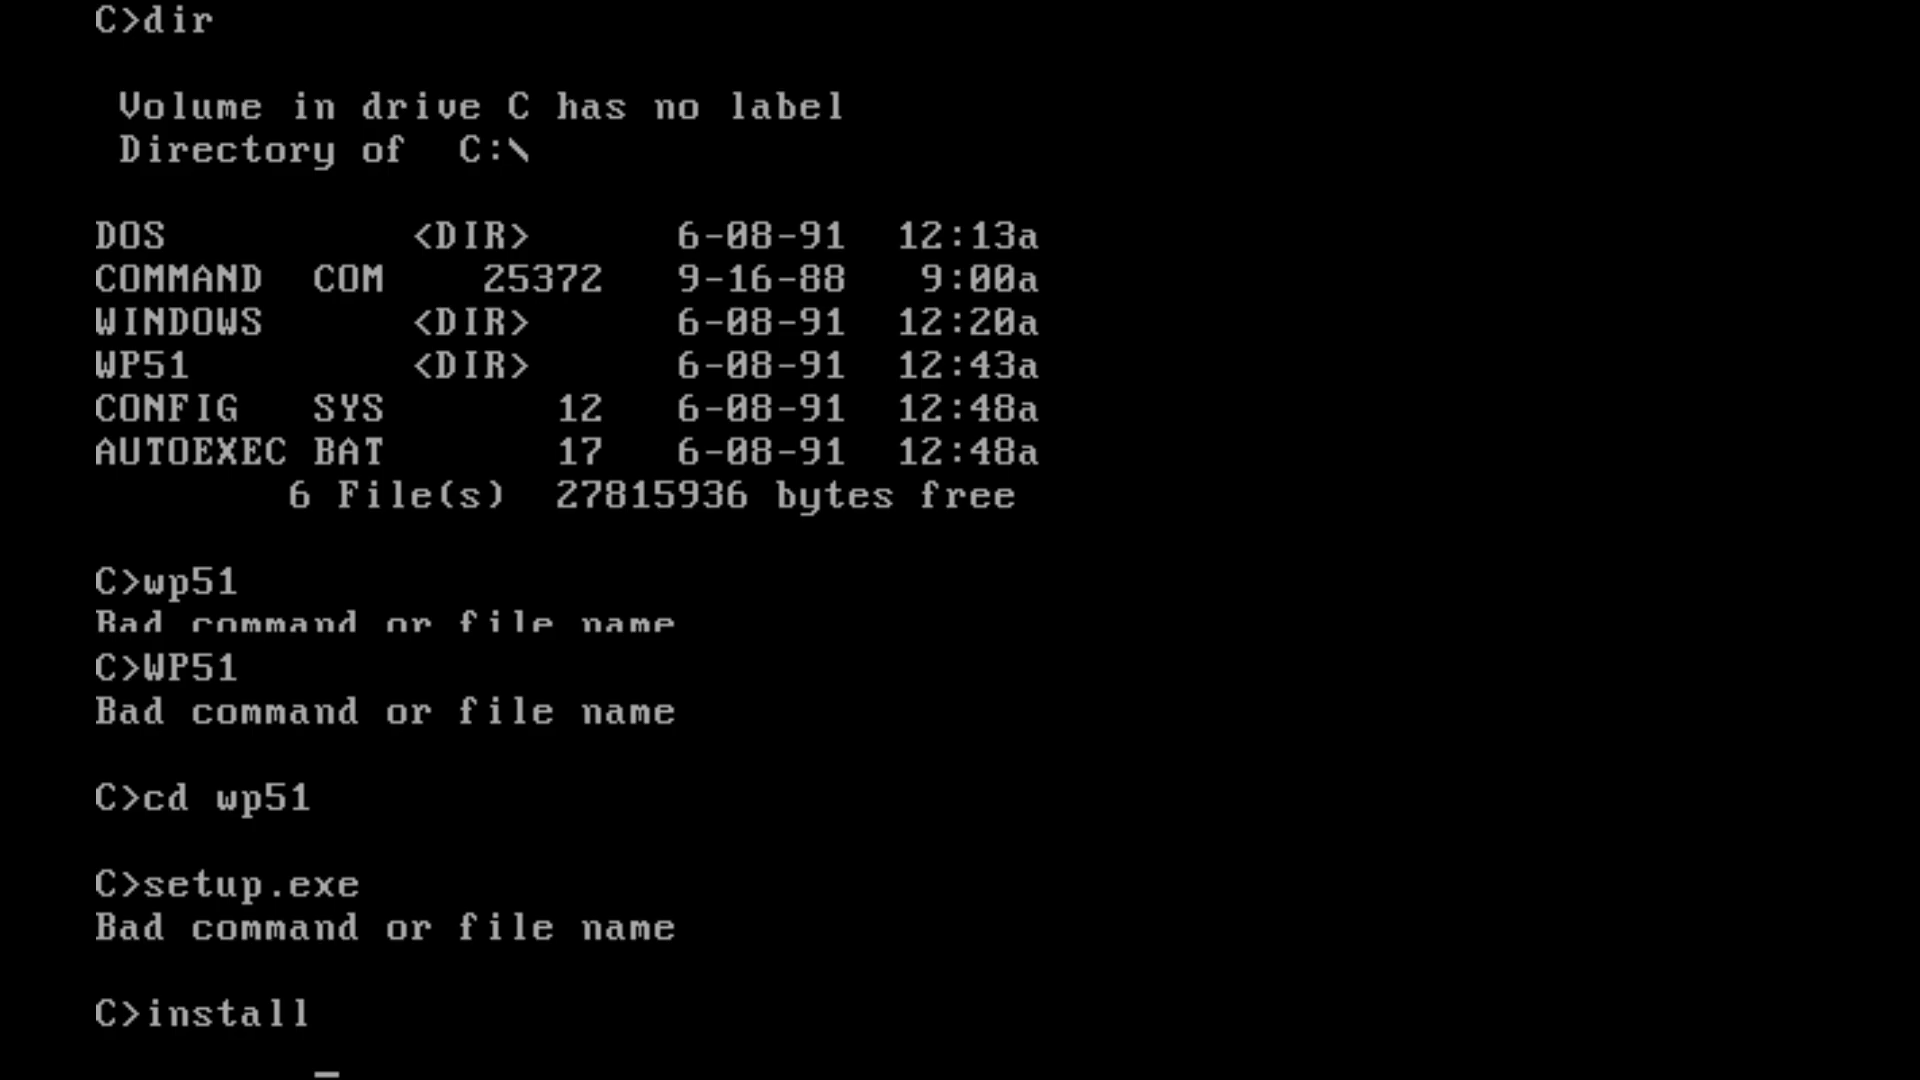 C>dir
Volume in drive C has no label
Directory of  C:\
DOS          <DIR>      6-08-91  12:13a
COMMAND  COM    25372   9-16-88   9:00a
WINDOWS      <DIR>      6-08-91  12:20a
WP51         <DIR>      6-08-91  12:43a
CONFIG   SYS       12   6-08-91  12:48a
AUTOEXEC BAT       17   6-08-91  12:48a
6 File(s)  27815936 bytes free
C>wp51
Bad command or file name
C>WP51
Bad command or file name
C>cd wp51
C>setup.exe
Bad command or file name
C>install